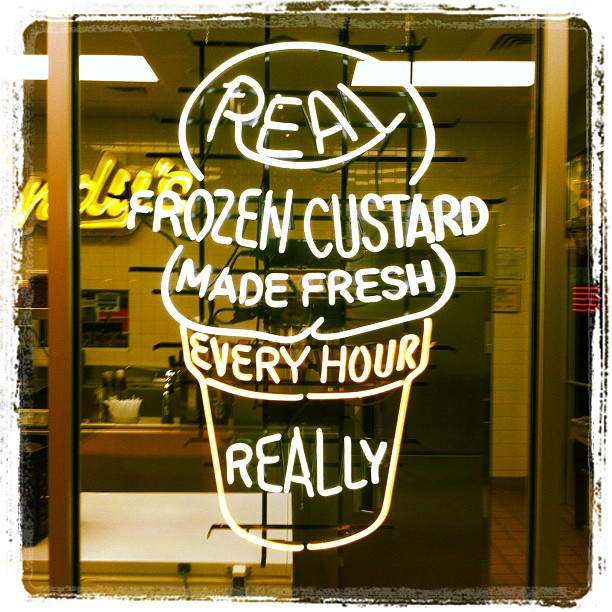 REAL
FROZEN CUSTARD
MADE FRESH
EVERY HOUR
REALLY